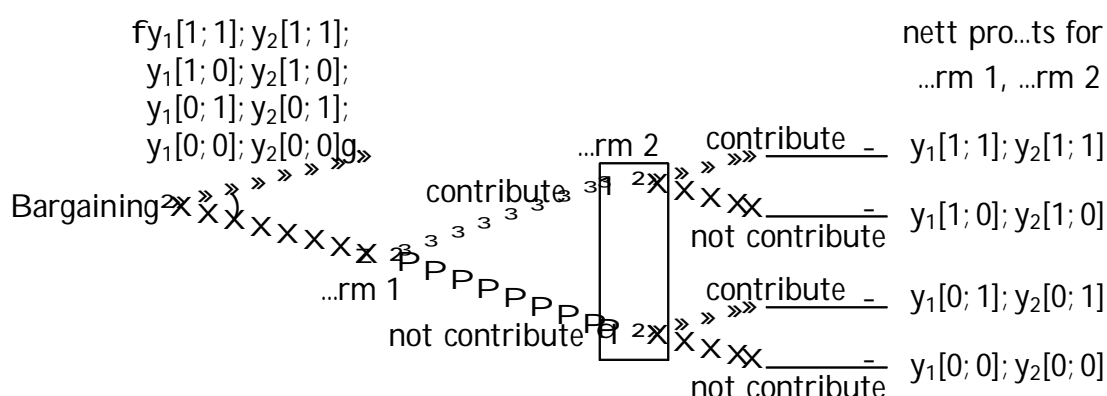 fy₁[1; 1]; y₂[1; 1];
y₁[1; 0]; y₂[1; 0];
y₁[0; 1]; y₂[0; 1];
y₁[0; 0]; y₂[0; 0]g
nett pro...ts for
...rm 1, ...rm 2
...rm 2
contribute
y₁[1; 1]; y₂[1; 1]
contribute
Bargaining
y₁[1; 0]; y₂[1; 0]
not contribute
...rm 1
contribute
y₁[0; 1]; y₂[0; 1]
not contribute
y₁[0; 0]; y₂[0; 0]
not contribute